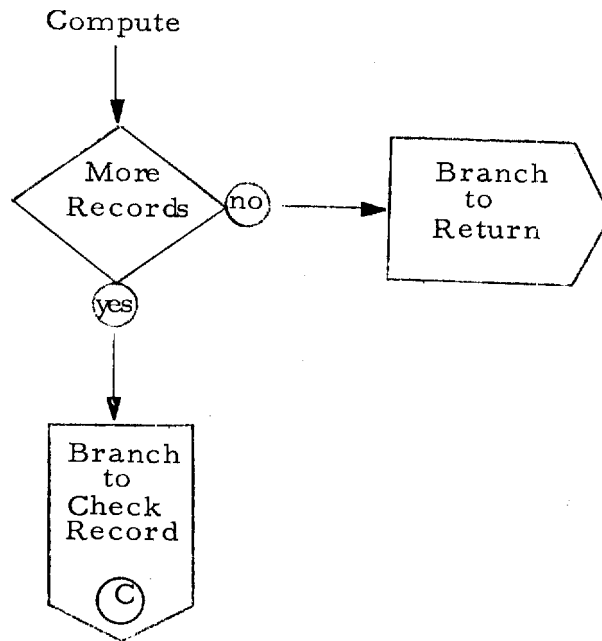 Compute
More
Records
no
Branch
to
Return
yes
Branch
to
Check
Record
C